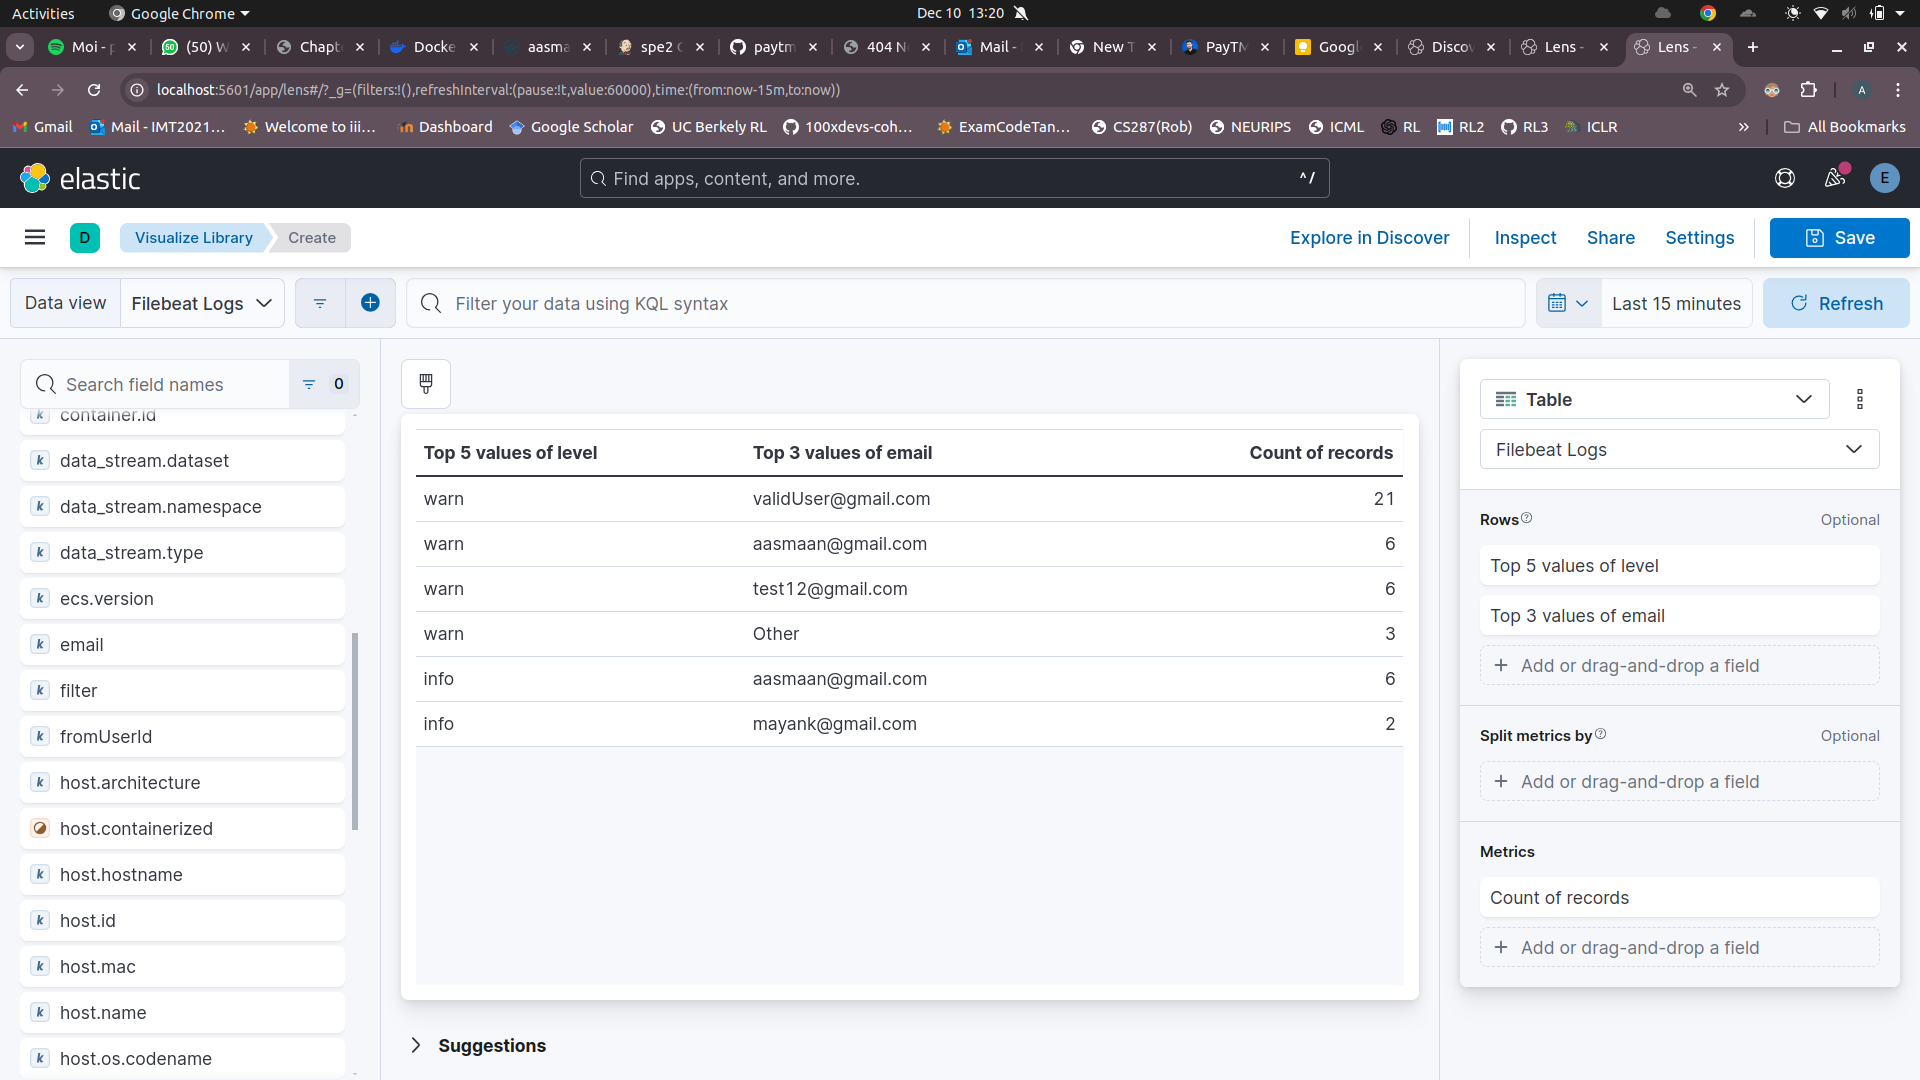 Activities Google Chrome Dec 10 13:20
Moi - p (50) W Chapt Docke aasma spe2 C paytm 404 N Mail - New T PayTM Googl Disco Lens - Lens -
localhost:5601/app/lens#/?_g=(filters:!(),refreshInterval:(pause:!t,value:60000),time:(from:now-15m,to:now)) A
Gmail Mail - IMT2021... Welcome to iii... Dashboard Google Scholar UC Berkely RL 100xdevs-coh... ExamCodeTan... CS287(Rob) NEURIPS ICML RL RL2 RL3 ICLR » All Bookmarks
elastic Find apps, content, and more. ^/ E
D Visualize Library Create Explore in Discover Inspect Share Settings Save
Data view Filebeat Logs Filter your data using KQL syntax Last 15 minutes Refresh
Search field names 0
container.id
k data_stream.dataset
k data_stream.namespace
k data_stream.type
k ecs.version
k email
k filter
k fromUserId
k host.architecture
host.containerized
k host.hostname
k host.id
k host.mac
k host.name
k host.os.codename
Top 5 values of level Top 3 values of email Count of records
warn validUser@gmail.com 21
warn aasmaan@gmail.com 6
warn test12@gmail.com 6
warn Other 3
info aasmaan@gmail.com 6
info mayank@gmail.com 2
Suggestions
Table
Filebeat Logs
Rows Optional
Top 5 values of level
Top 3 values of email
+ Add or drag-and-drop a field
Split metrics by Optional
+ Add or drag-and-drop a field
Metrics
Count of records
+ Add or drag-and-drop a field